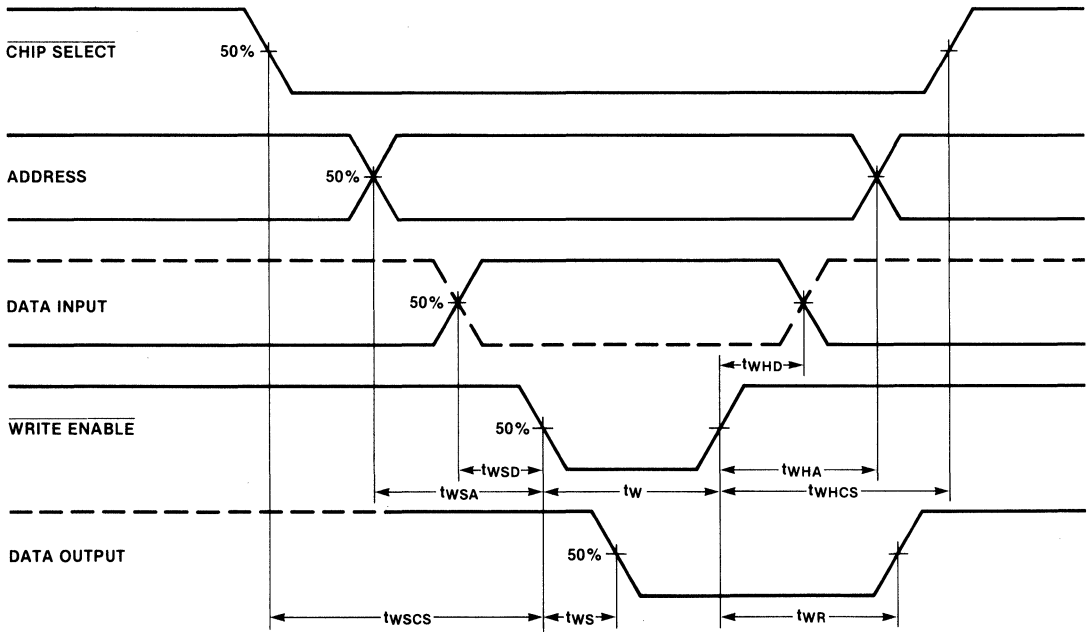 CHIP SELECT
50%
ADDRESS
50%
DATA INPUT
50%
tWHD
WRITE ENABLE
50%
tWSD
tWHA
tWSA
tW
tWHCS
DATA OUTPUT
50%
tWSCS
tWS
tWR